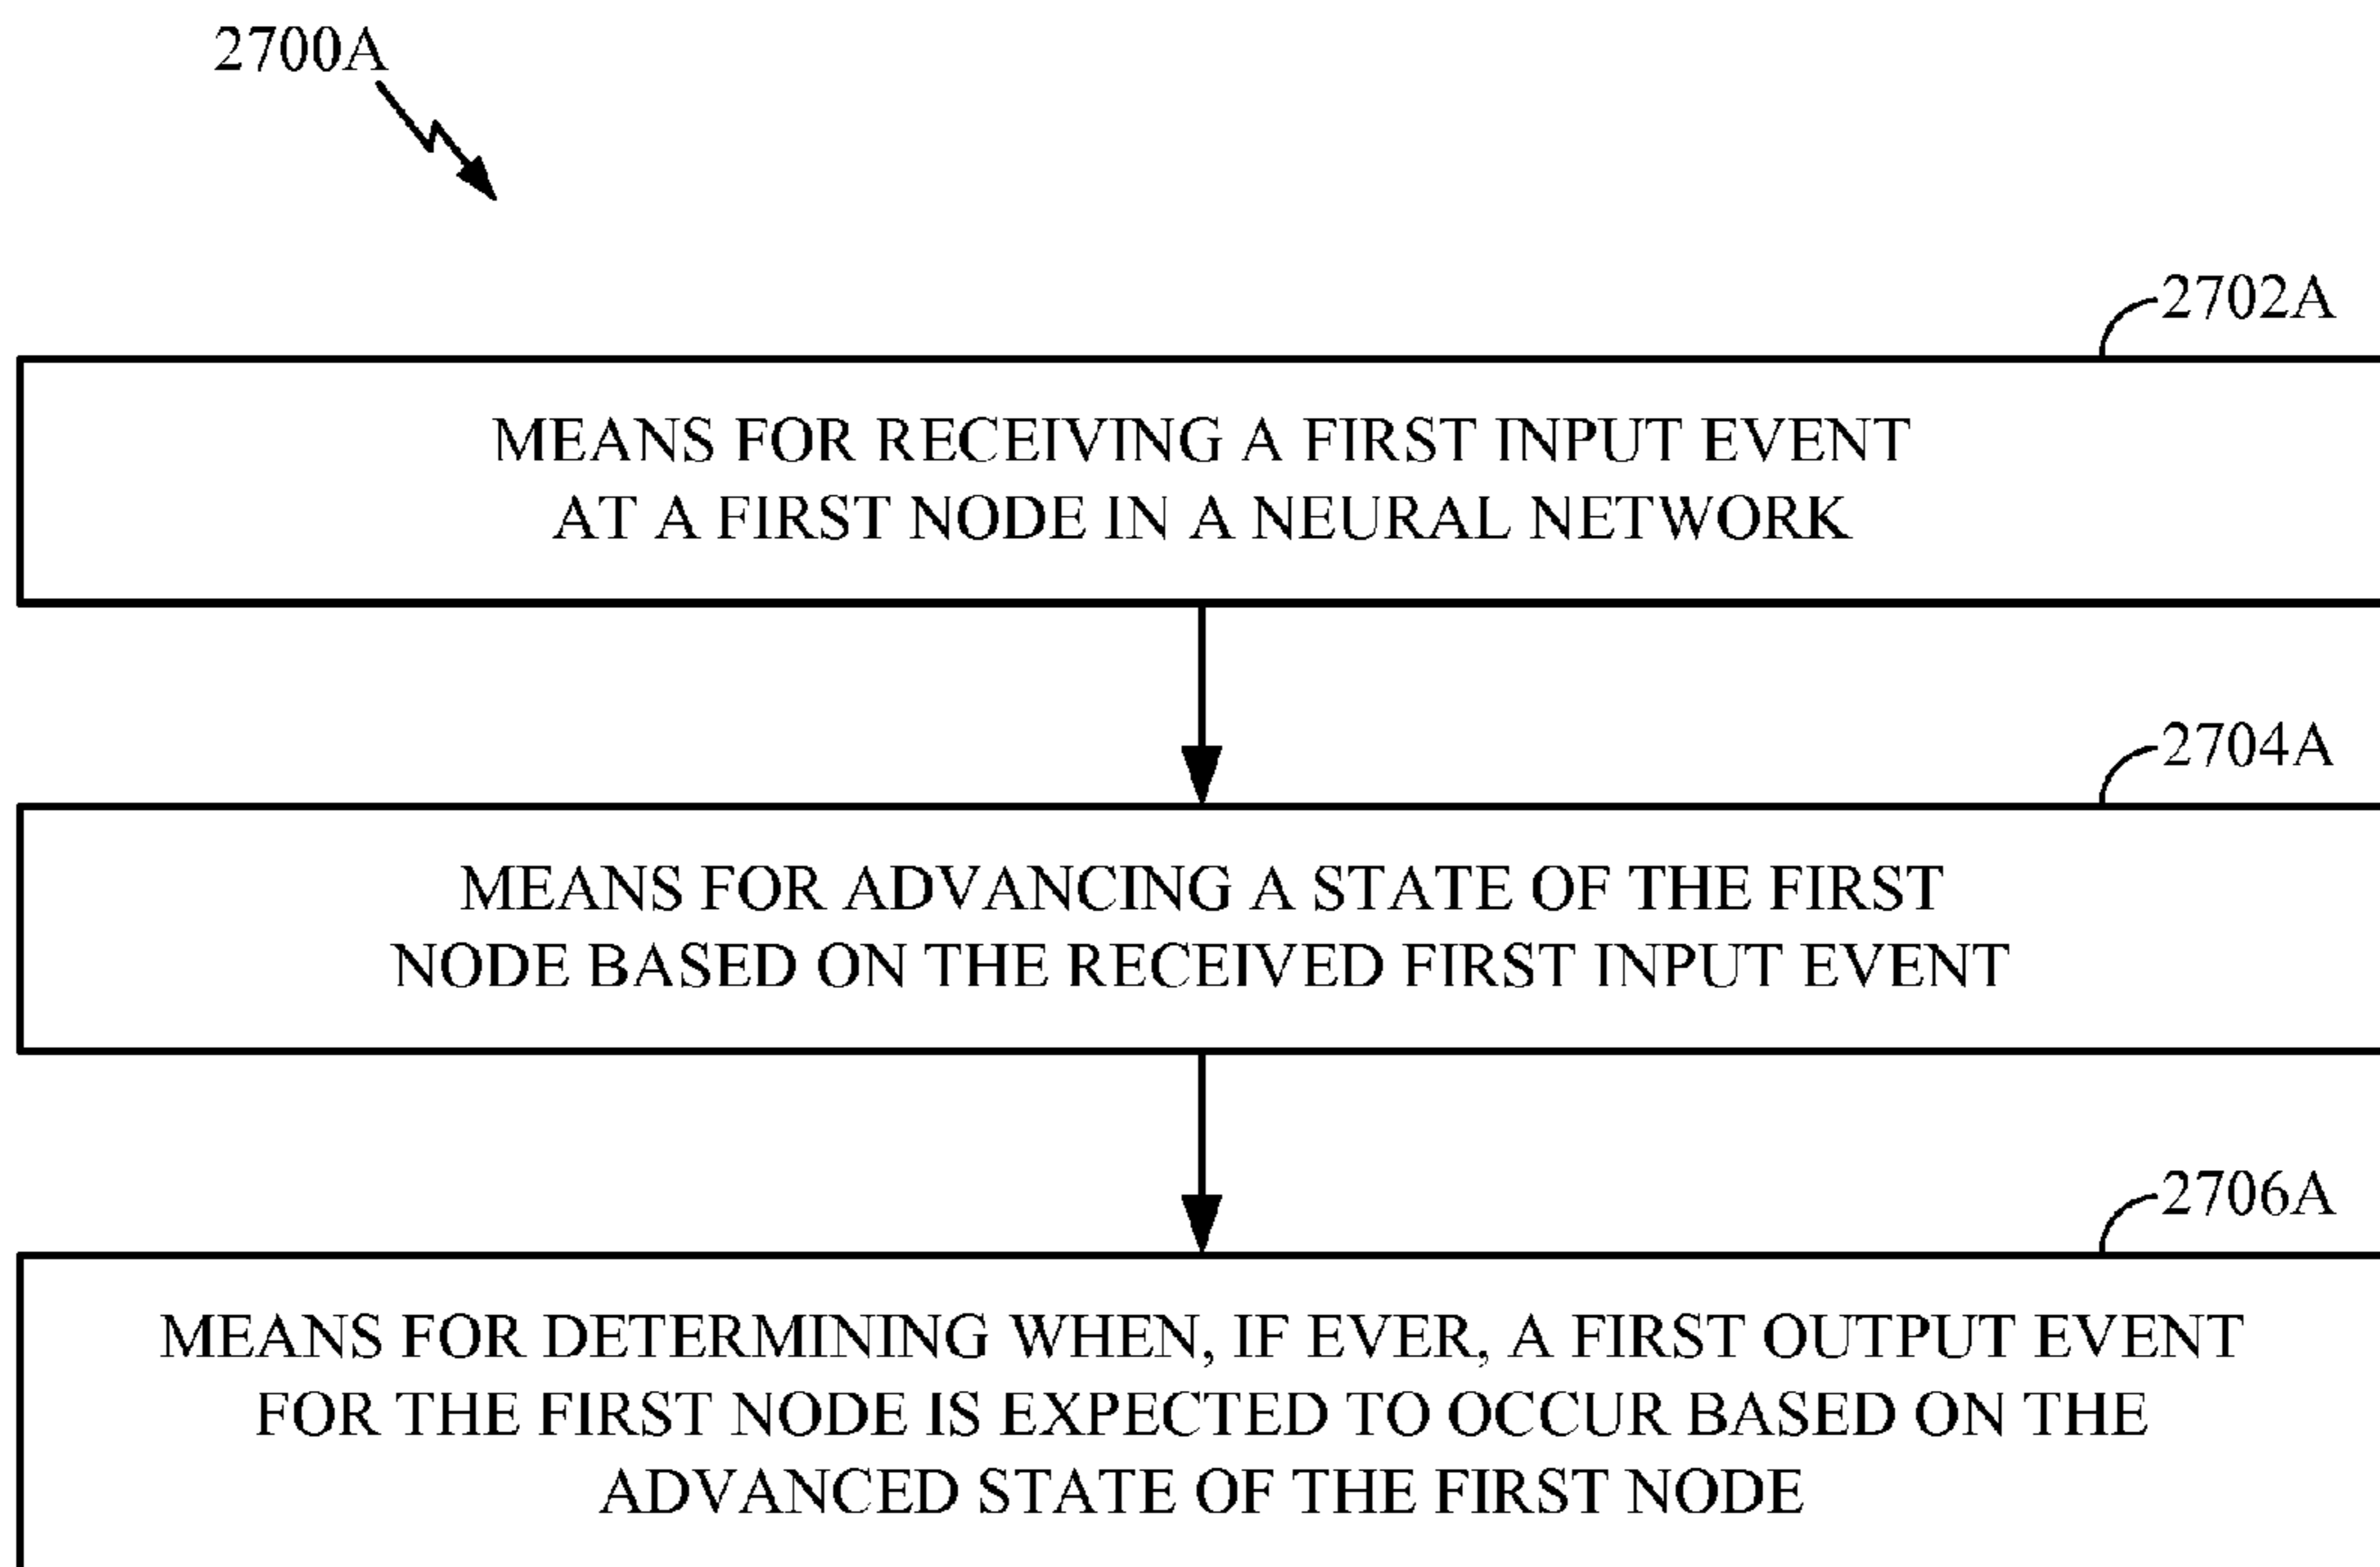 2700A
2702A
MEANS FOR RECEIVING A FIRST INPUT EVENT
AT A FIRST NODE IN A NEURAL NETWORK
2704A
MEANS FOR ADVANCING A STATE OF THE FIRST
NODE BASED ON THE RECEIVED FIRST INPUT EVENT
2706A
MEANS FOR DETERMINING WHEN, IF EVER, A FIRST OUTPUT EVENT
FOR THE FIRST NODE IS EXPECTED TO OCCUR BASED ON THE
ADVANCED STATE OF THE FIRST NODE